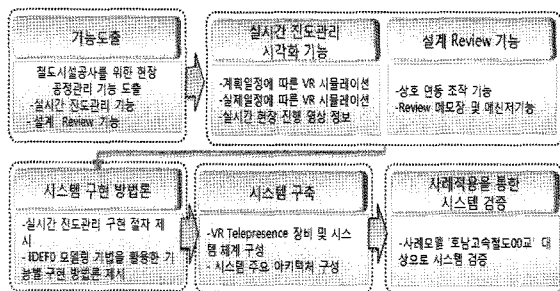 기능도출
철도시설공사를 위한 현장
공정관리 기능 도출
-실시간 진도관리 기능
-설계 Review 기능
실시간 진도관리
시각화 기능
-계획일정에 따른 VR 시뮬레이션
-실제일정에 따른 VR 시뮬레이션
-실시간 현장 진행 영상 정보
설계 Review 기능
-상호 연동 조작 기능
-Review 메모장 및 메신저기능
시스템 구현 방법론
-실시간 진도관리 구현 절차 제
시
- IDEF0 모델링 기법을 활용한 기
능별 구현 방법론 제시
시스템 구축
-VR Telepresence 장비 및 시스
템 체계 구성
- 시스템 주요 아키텍처 구성
사례적용을 통한
시스템 검증
-사례모델 '호남고속철도00교' 대
상으로 시스템 검증